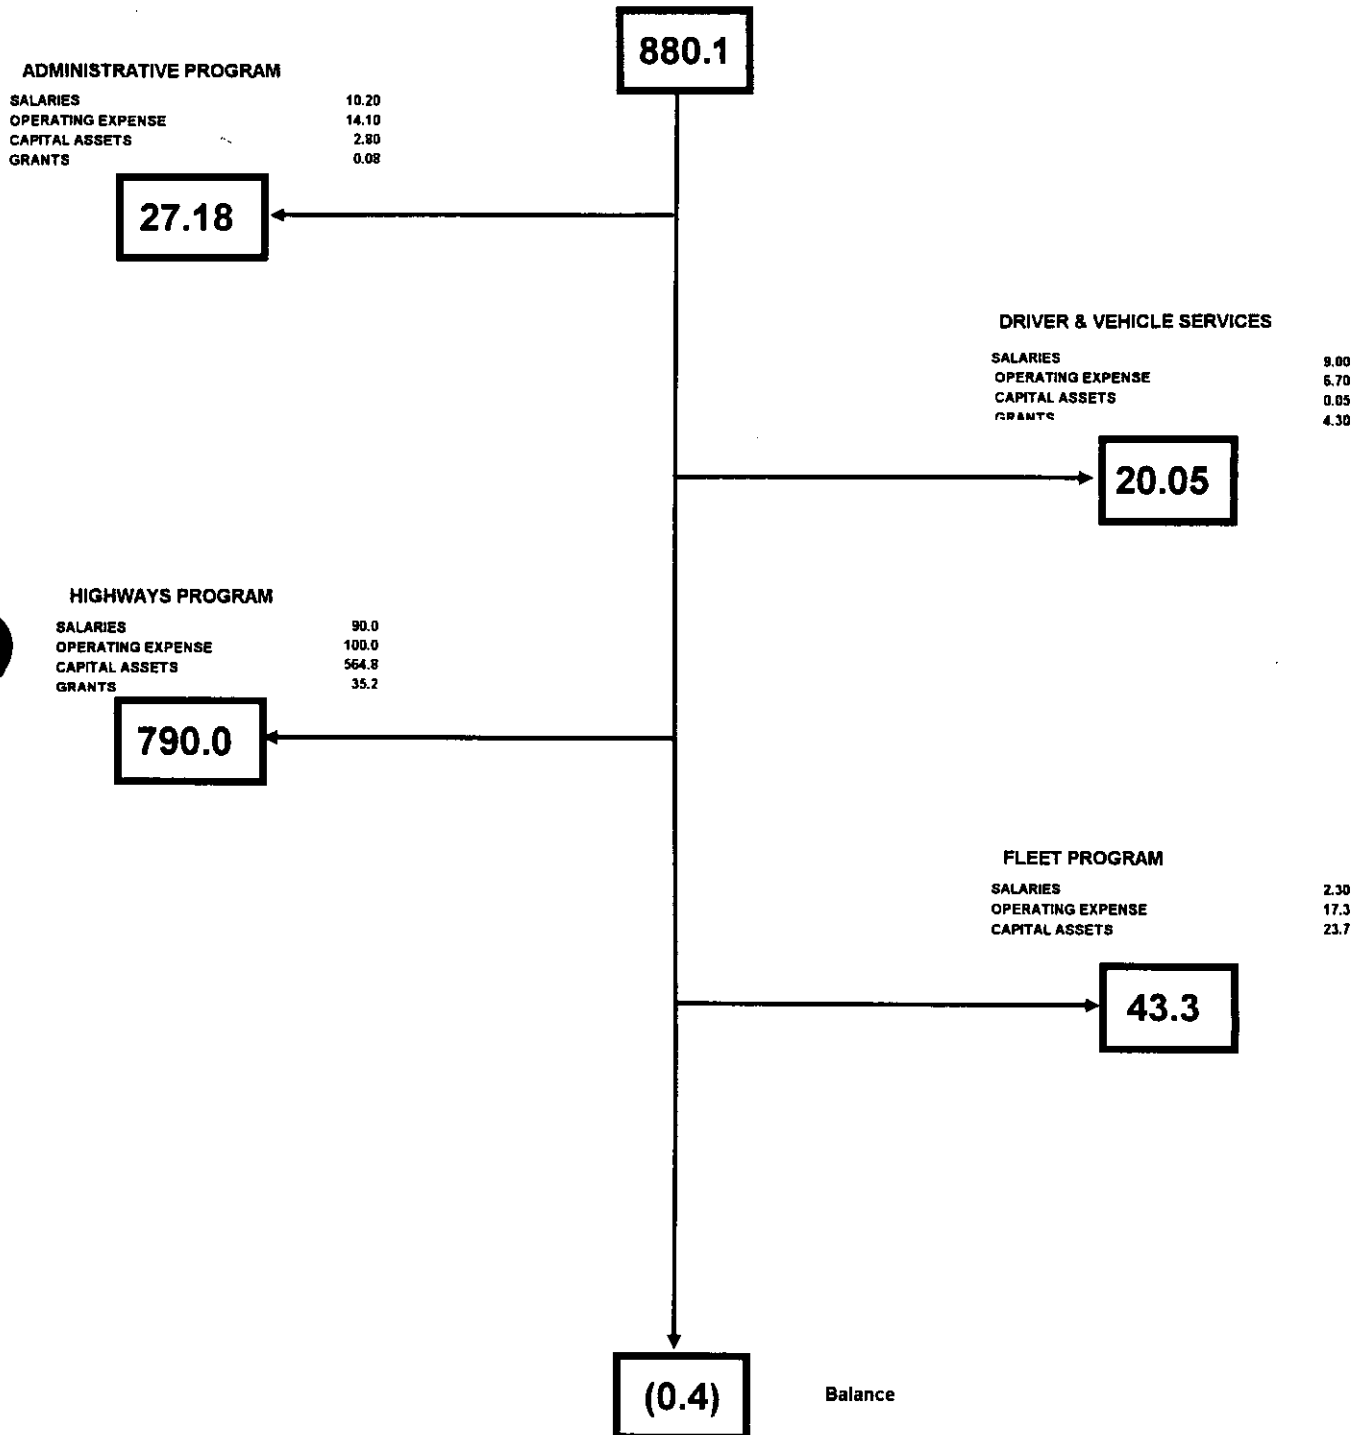 880.1
ADMINISTRATIVE PROGRAM
SALARIES 10.20
OPERATING EXPENSE 14.10
CAPITAL ASSETS 2.80
GRANTS 0.08
27.18
DRIVER & VEHICLE SERVICES
SALARIES 9.00
OPERATING EXPENSE 6.70
CAPITAL ASSETS 0.05
GRANTS 4.30
20.05
HIGHWAYS PROGRAM
SALARIES 90.0
OPERATING EXPENSE 100.0
CAPITAL ASSETS 564.8
GRANTS 35.2
790.0
FLEET PROGRAM
SALARIES 2.30
OPERATING EXPENSE 17.3
CAPITAL ASSETS 23.7
43.3
(0.4) Balance